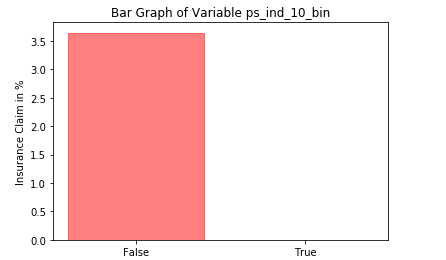 Bar Graph of Variable ps_ind_10_bin
Insurance Claim in %
3.5
3.0
2.5
2.0
1.5
1.0
0.5
0.0
False True